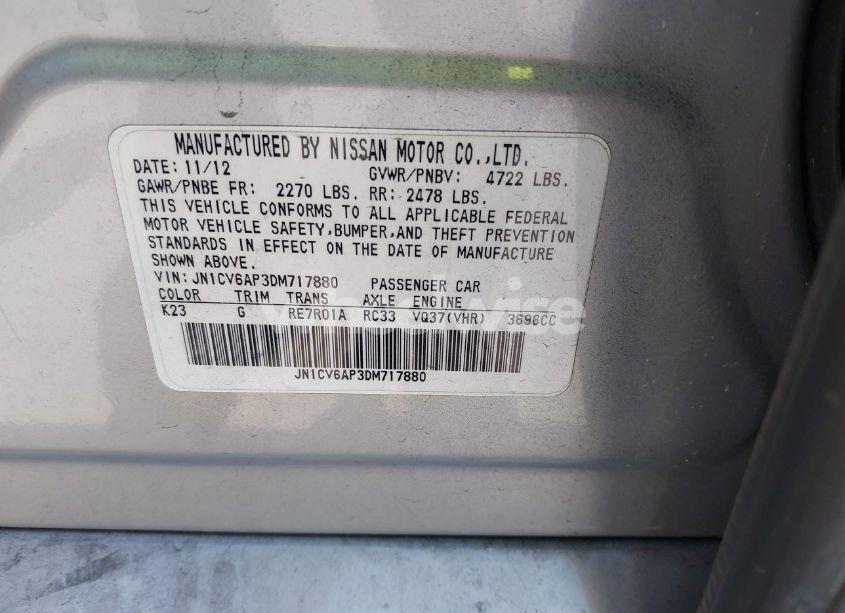 MANUFACTURED BY NISSAN MOTOR CO.,LTD.
DATE: 11/12 GVWR/PNBV: 4722 LBS.
GAWR/PNBE FR: 2270 LBS. RR: 2478 LBS.
THIS VEHICLE CONFORMS TO ALL APPLICABLE FEDERAL
MOTOR VEHICLE SAFETY,BUMPER,AND THEFT PREVENTION
STANDARDS IN EFFECT ON THE DATE OF MANUFACTURE
SHOWN ABOVE.
VIN: JN1CV6AP3DM717880 PASSENGER CAR
COLOR TRIM TRANS AXLE ENGINE
K23 G RE7R01A RC33 VQ37(VHR) 3696CC
JN1CV6AP3DM717880